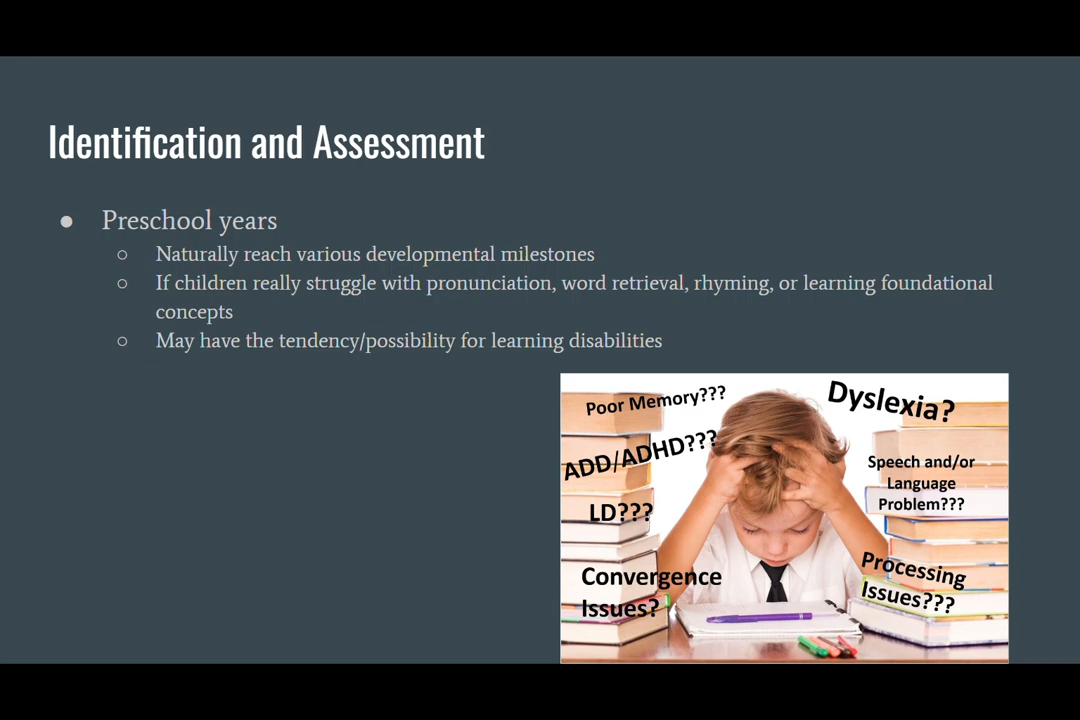 Identification and Assessment
● Preschool years
○ Naturally reach various developmental milestones
○ If children really struggle with pronunciation, word retrieval, rhyming, or learning foundational
concepts
○ May have the tendency/possibility for learning disabilities
Poor Memory???
Dyslexia?
ADD/ADHD???
Speech and/or
Language
Problem???
LD???
Convergence
Issues?
Processing
Issues???